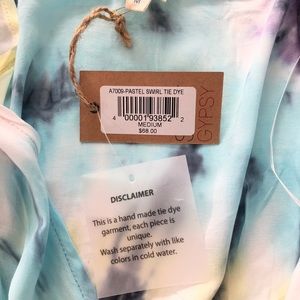 M
A7009-PASTEL SWIRL TIE DYE
4 00001"93852 2
MEDIUM
$68.00
GYPSY
DISCLAIMER
This is a hand made tie dye
garment, each piece is
unique.
Wash separately with like
colors in cold water.